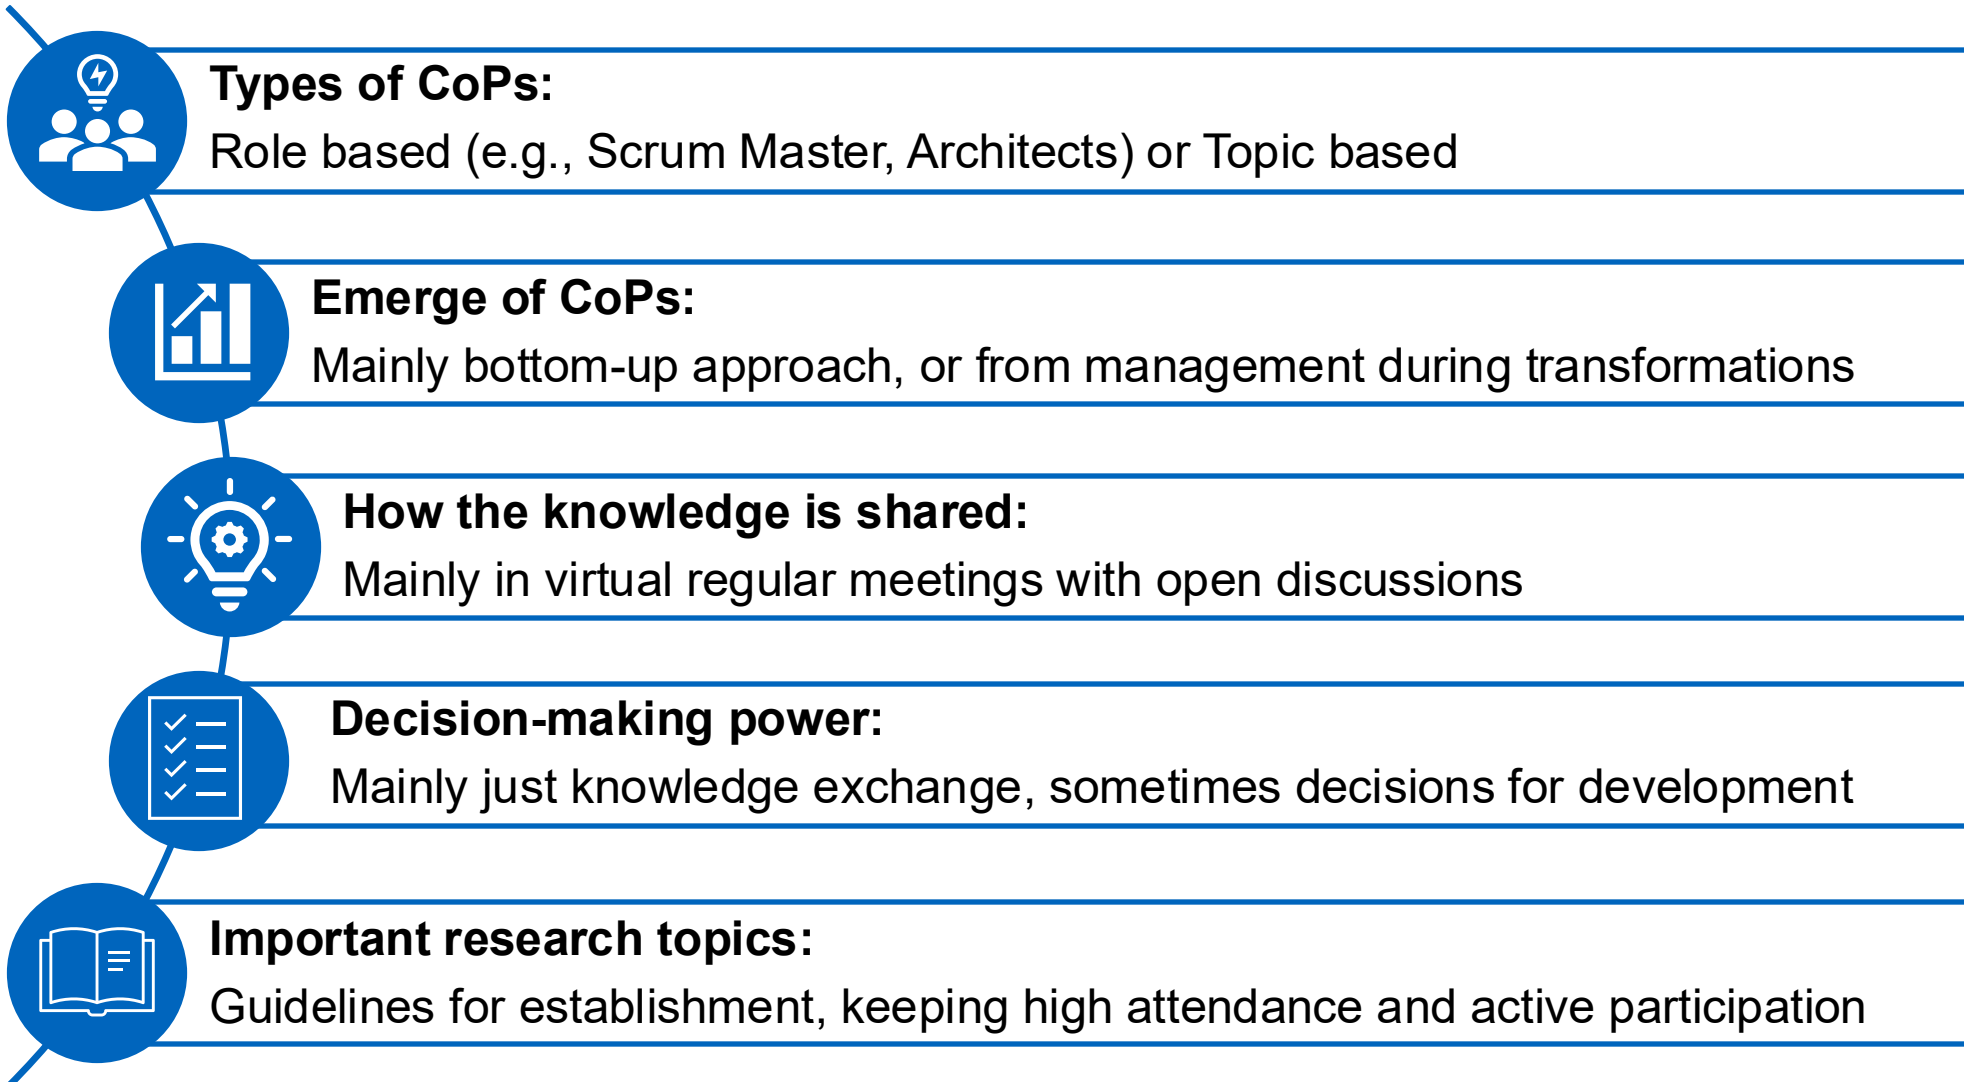 Types of CoPs:
Role based (e.g., Scrum Master, Architects) or Topic based
Emerge of CoPs:
Mainly bottom-up approach, or from management during transformations
How the knowledge is shared:
Mainly in virtual regular meetings with open discussions
Decision-making power:
Mainly just knowledge exchange, sometimes decisions for development
Important research topics:
Guidelines for establishment, keeping high attendance and active participation